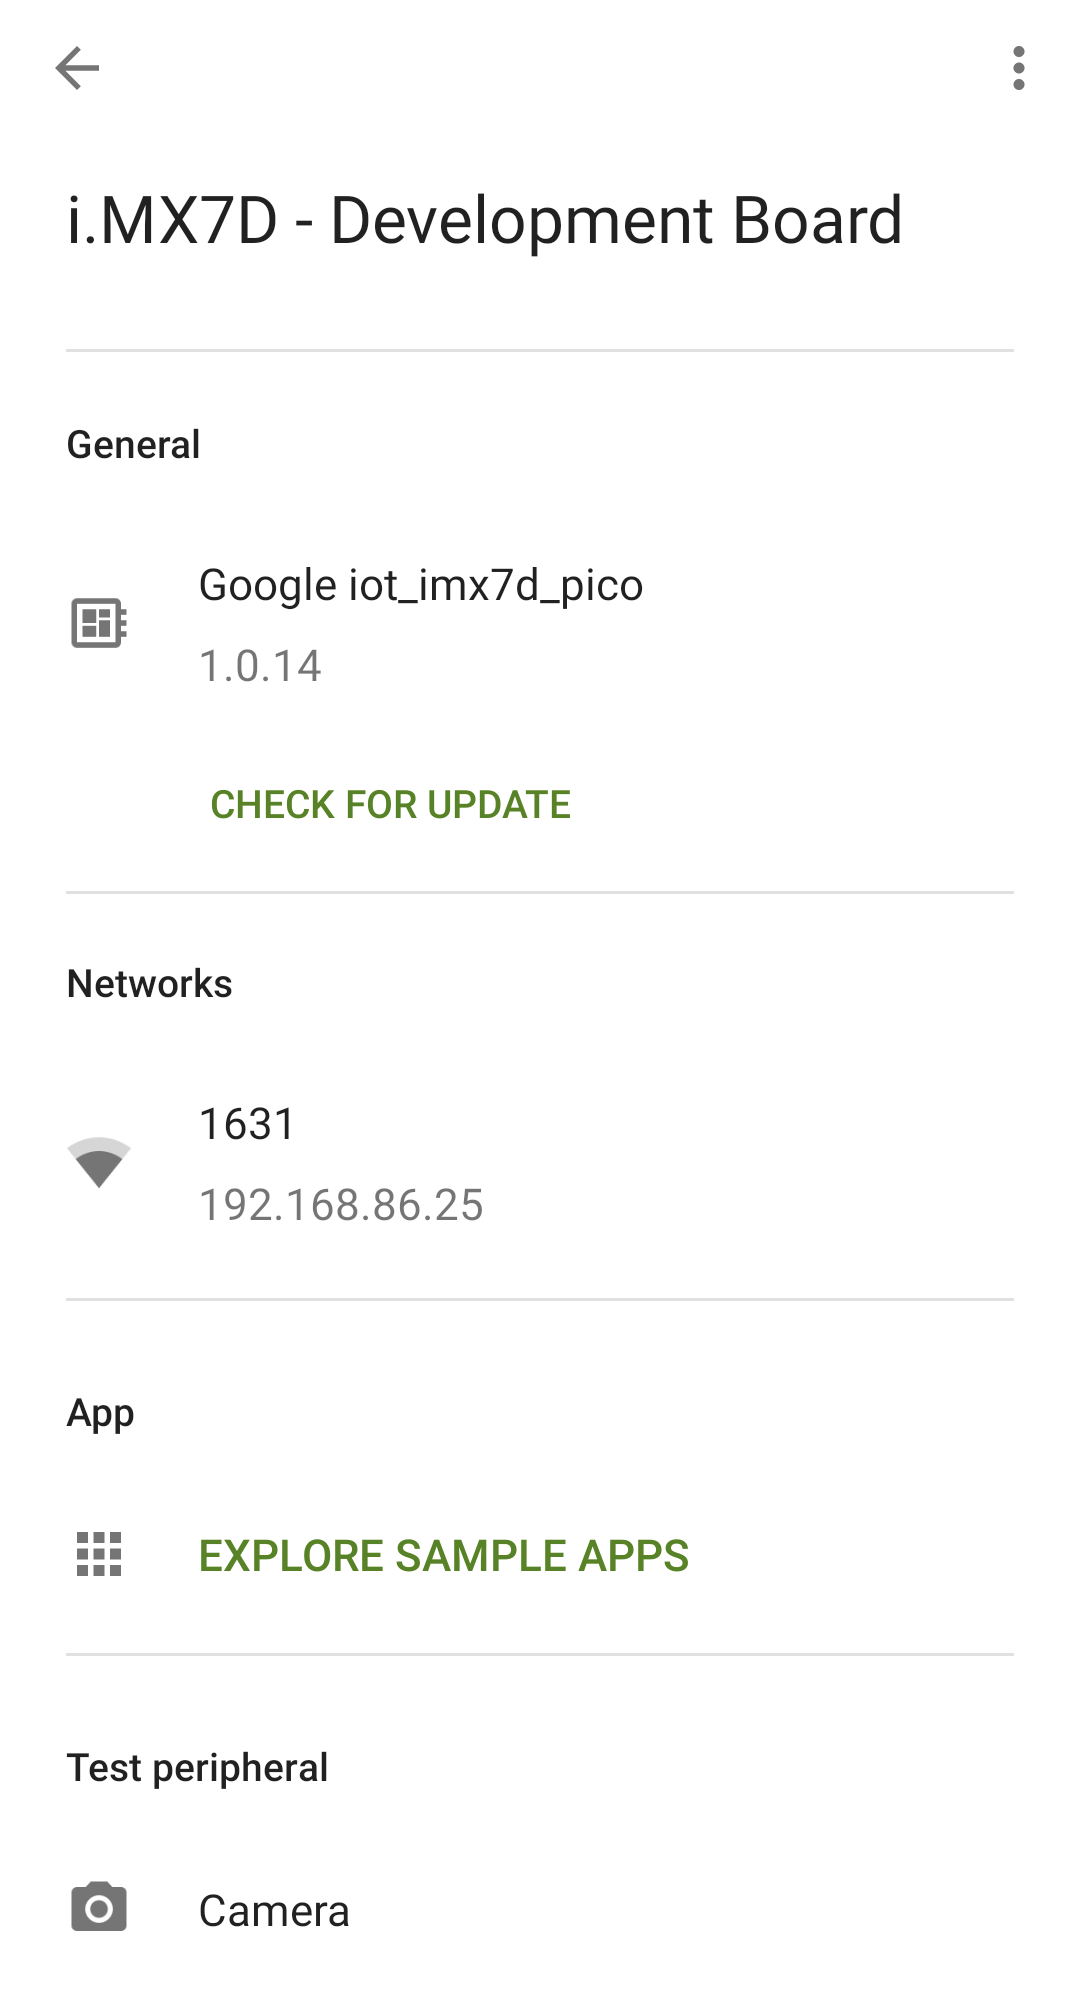 i.MX7D - Development Board
General
Google iot_imx7d_pico
1.0.14
CHECK FOR UPDATE
Networks
1631
192.168.86.25
App
EXPLORE SAMPLE APPS
Test peripheral
Camera